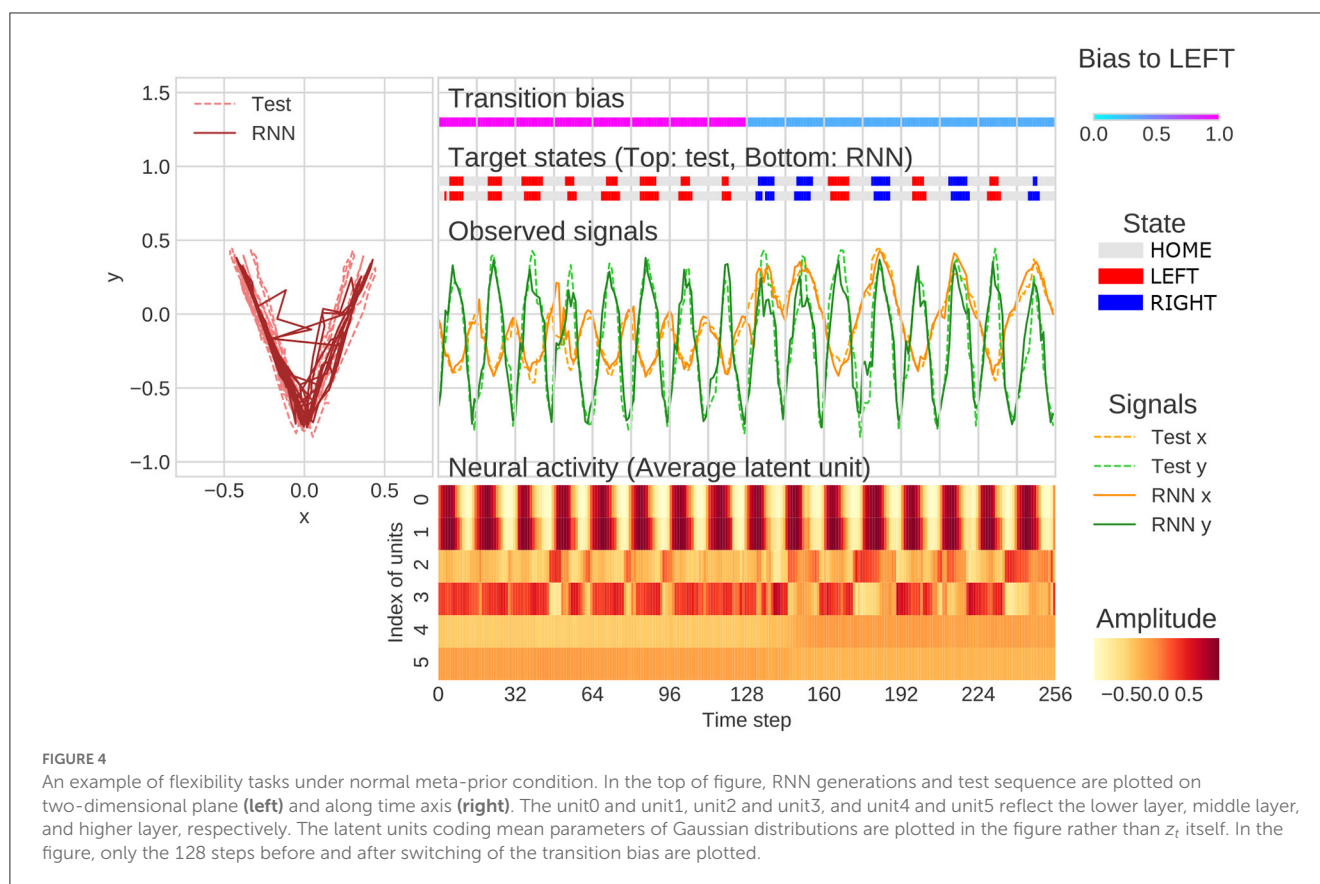 Test
RNN
1.5
1.0
0.5
0.0
−0.5
−1.0
y
−0.5
0.0
0.5
x
Transition bias
Target states (Top: test, Bottom: RNN)
Observed signals
Neural activity (Average latent unit)
Index of units
0
1
2
3
4
5
0
32
64
96
128
160
192
224
256
Time step
Bias to LEFT
0.0
0.5
1.0
State
HOME
LEFT
RIGHT
Signals
Test x
Test y
RNN x
RNN y
Amplitude
−0.50.0 0.5
FIGURE 4
An example of flexibility tasks under normal meta-prior condition. In the top of figure, RNN generations and test sequence are plotted on
two-dimensional plane (left) and along time axis (right). The unit0 and unit1, unit2 and unit3, and unit4 and unit5 reflect the lower layer, middle layer,
and higher layer, respectively. The latent units coding mean parameters of Gaussian distributions are plotted in the figure rather than zt itself. In the
figure, only the 128 steps before and after switching of the transition bias are plotted.